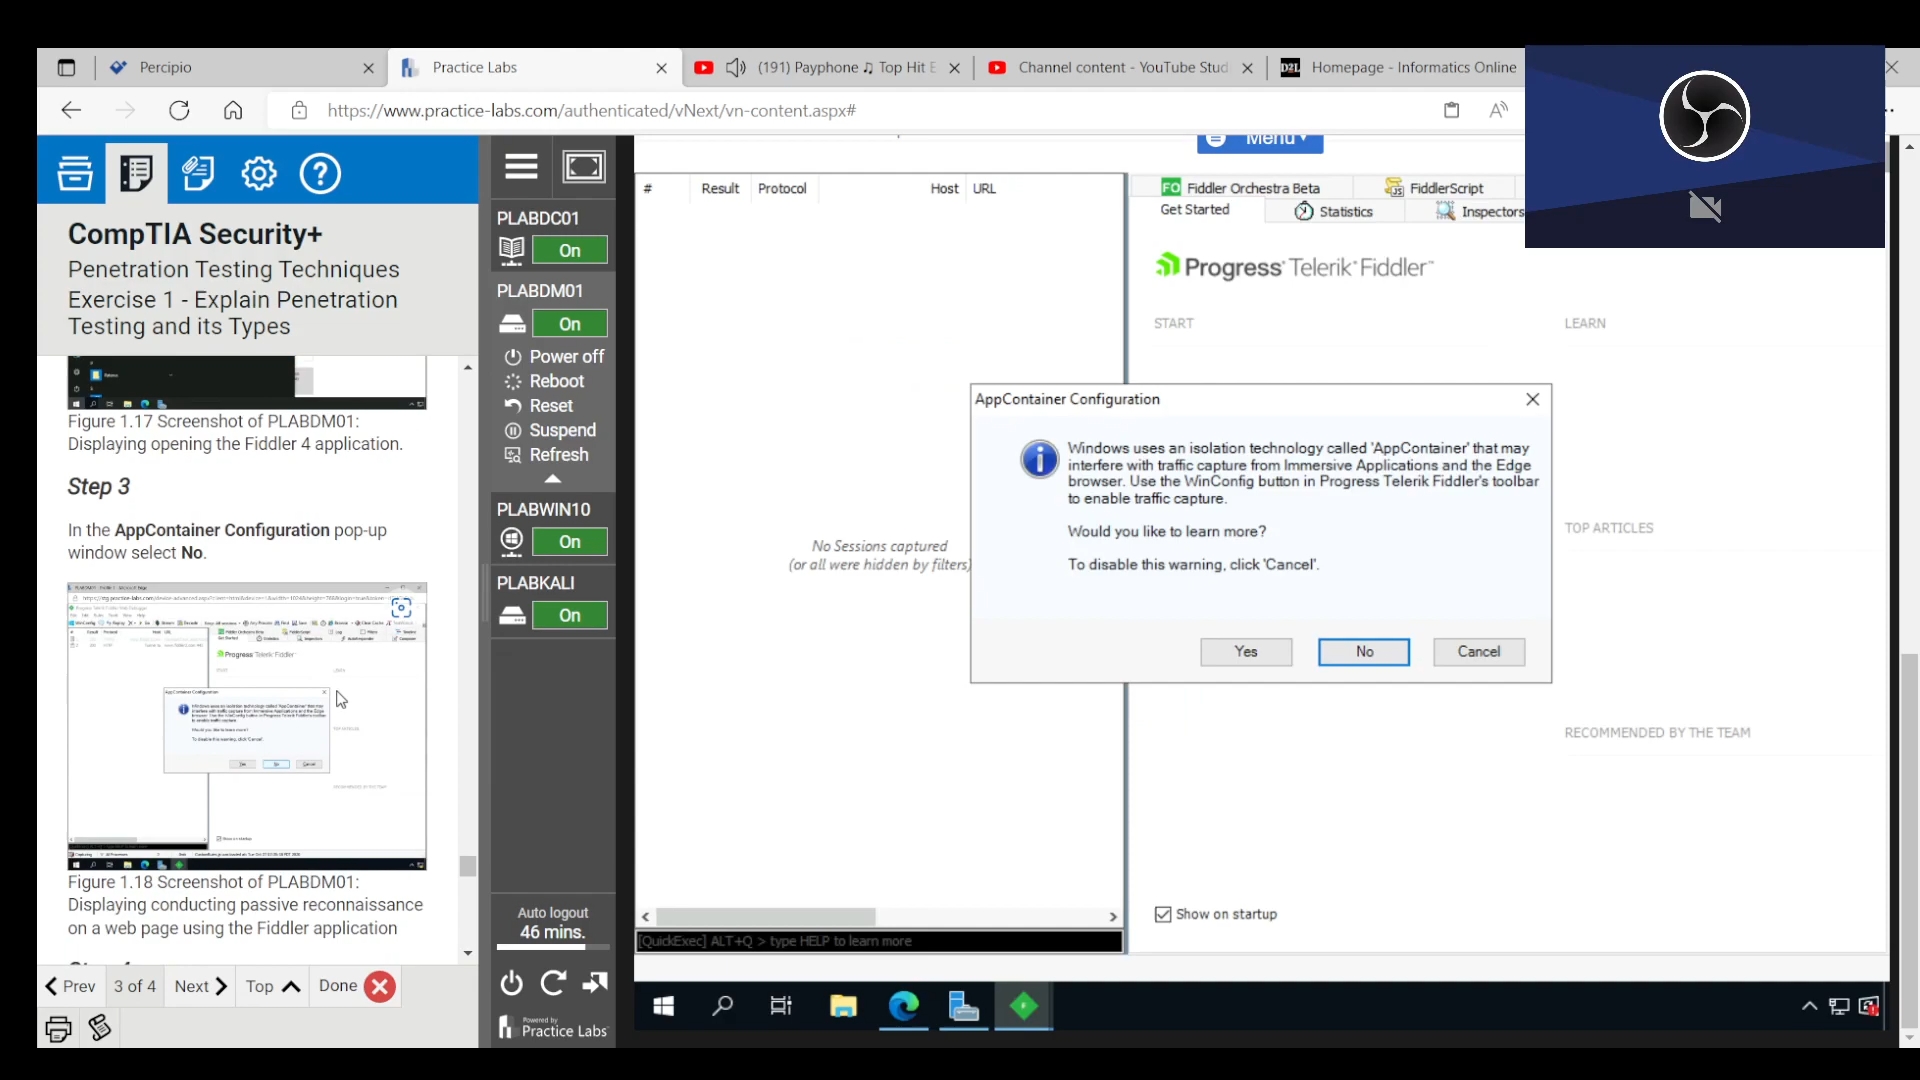 Percipio
Practice Labs
(191) Payphone ♫ Top Hit E
Channel content - YouTube Stud
D2L
Homepage - Informatics Online
https://www.practice-labs.com/authenticated/vNext/vn-content.aspx#
CompTIA Security+
Penetration Testing Techniques
Exercise 1 - Explain Penetration
Testing and its Types
Figure 1.17 Screenshot of PLABDM01:
Displaying opening the Fiddler 4 application.
Step 3
In the AppContainer Configuration pop-up
window select No.
Figure 1.18 Screenshot of PLABDM01:
Displaying conducting passive reconnaissance
on a web page using the Fiddler application
Prev
3 of 4
Next
Top
Done
PLABDC01
On
PLABDM01
On
Power off
Reboot
Reset
Suspend
Refresh
PLABWIN10
On
PLABKALI
On
Auto logout
46 mins.
Powered by
Practice Labs
Menu
# Result Protocol Host URL
No Sessions captured
(or all were hidden by filters)
[QuickExec] ALT+Q > type HELP to learn more
FO Fiddler Orchestra Beta
FiddlerScript
Get Started
Statistics
Inspectors
Progress Telerik Fiddler
START
LEARN
TOP ARTICLES
RECOMMENDED BY THE TEAM
Show on startup
AppContainer Configuration
Windows uses an isolation technology called 'AppContainer' that may
interfere with traffic capture from Immersive Applications and the Edge
browser. Use the WinConfig button in Progress Telerik Fiddler's toolbar
to enable traffic capture.
Would you like to learn more?
To disable this warning, click 'Cancel'.
Yes
No
Cancel